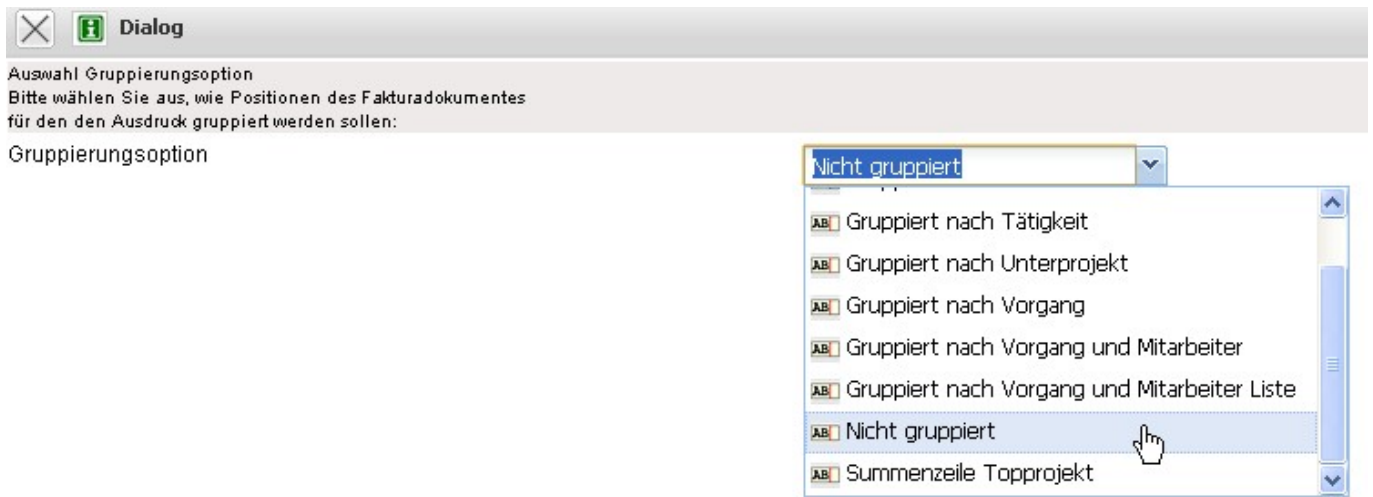 Dialog
Auswahl Gruppierungsoption
Bitte wählen Sie aus, wie Positionen des Fakturadokumentes
für den den Ausdruck gruppiert werden sollen:
Gruppierungsoption
Nicht gruppiert
Gruppiert nach Tätigkeit
Gruppiert nach Unterprojekt
Gruppiert nach Vorgang
Gruppiert nach Vorgang und Mitarbeiter
Gruppiert nach Vorgang und Mitarbeiter Liste
Nicht gruppiert
Summenzeile Topprojekt